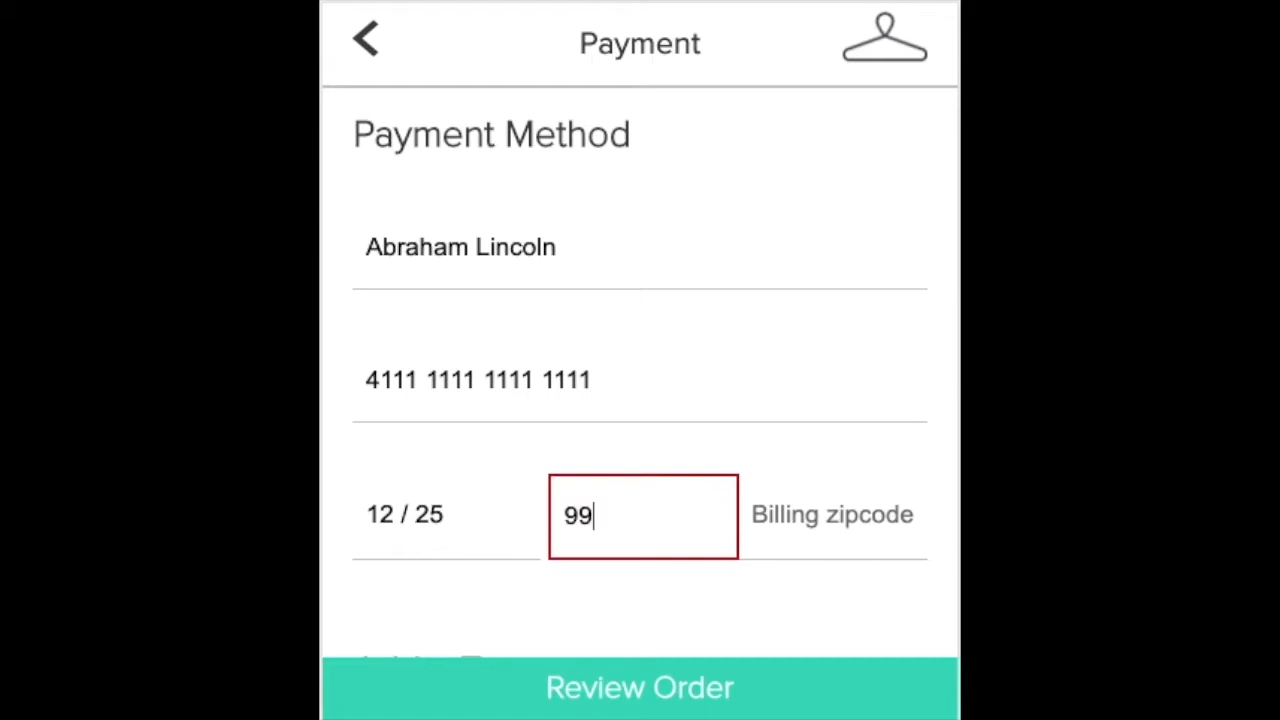 Payment
Payment Method
Abraham Lincoln
4111 1111 1111 1111
12 / 25 99 Billing zipcode
Review Order